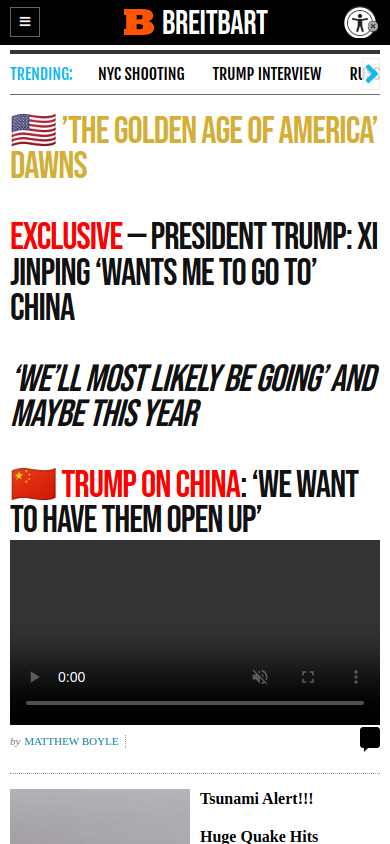 BREITBART
TRENDING:
NYC SHOOTING
TRUMP INTERVIEW
’THE GOLDEN AGE OF AMERICA’
DAWNS
EXCLUSIVE — PRESIDENT TRUMP: XI
JINPING ‘WANTS ME TO GO TO’
CHINA
‘WE’LL MOST LIKELY BE GOING’ AND
MAYBE THIS YEAR
TRUMP ON CHINA: ‘WE WANT
TO HAVE THEM OPEN UP’
0:00
by MATTHEW BOYLE
Tsunami Alert!!!
Huge Quake Hits